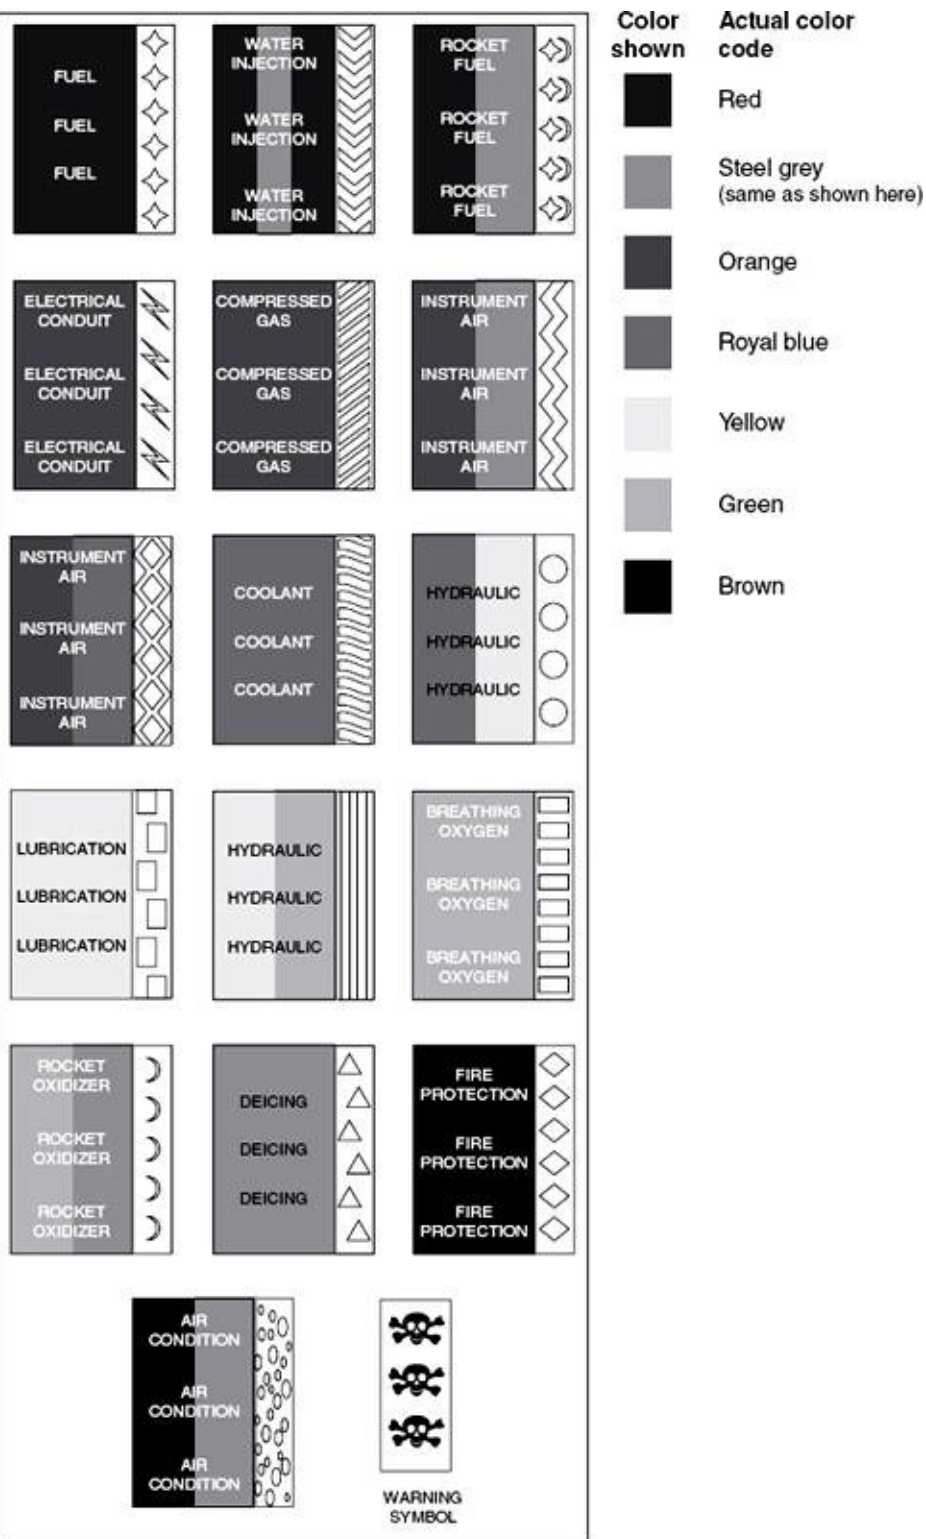 FUEL
FUEL
FUEL
WATER
INJECTION
WATER
INJECTION
WATER
INJECTION
ROCKET
FUEL
ROCKET
FUEL
ROCKET
FUEL
ELECTRICAL
CONDUIT
ELECTRICAL
CONDUIT
ELECTRICAL
CONDUIT
COMPRESSED
GAS
COMPRESSED
GAS
COMPRESSED
GAS
INSTRUMENT
AIR
INSTRUMENT
AIR
INSTRUMENT
AIR
INSTRUMENT
AIR
INSTRUMENT
AIR
INSTRUMENT
AIR
COOLANT
COOLANT
COOLANT
HYDRAULIC
HYDRAULIC
HYDRAULIC
LUBRICATION
LUBRICATION
LUBRICATION
HYDRAULIC
HYDRAULIC
HYDRAULIC
BREATHING
OXYGEN
BREATHING
OXYGEN
BREATHING
OXYGEN
ROCKET
OXIDIZER
ROCKET
OXIDIZER
ROCKET
OXIDIZER
DEICING
DEICING
DEICING
FIRE
PROTECTION
FIRE
PROTECTION
FIRE
PROTECTION
AIR
CONDITION
AIR
CONDITION
AIR
CONDITION
WARNING
SYMBOL
Color
shown
Actual color
code
Red
Steel grey
(same as shown here)
Orange
Royal blue
Yellow
Green
Brown